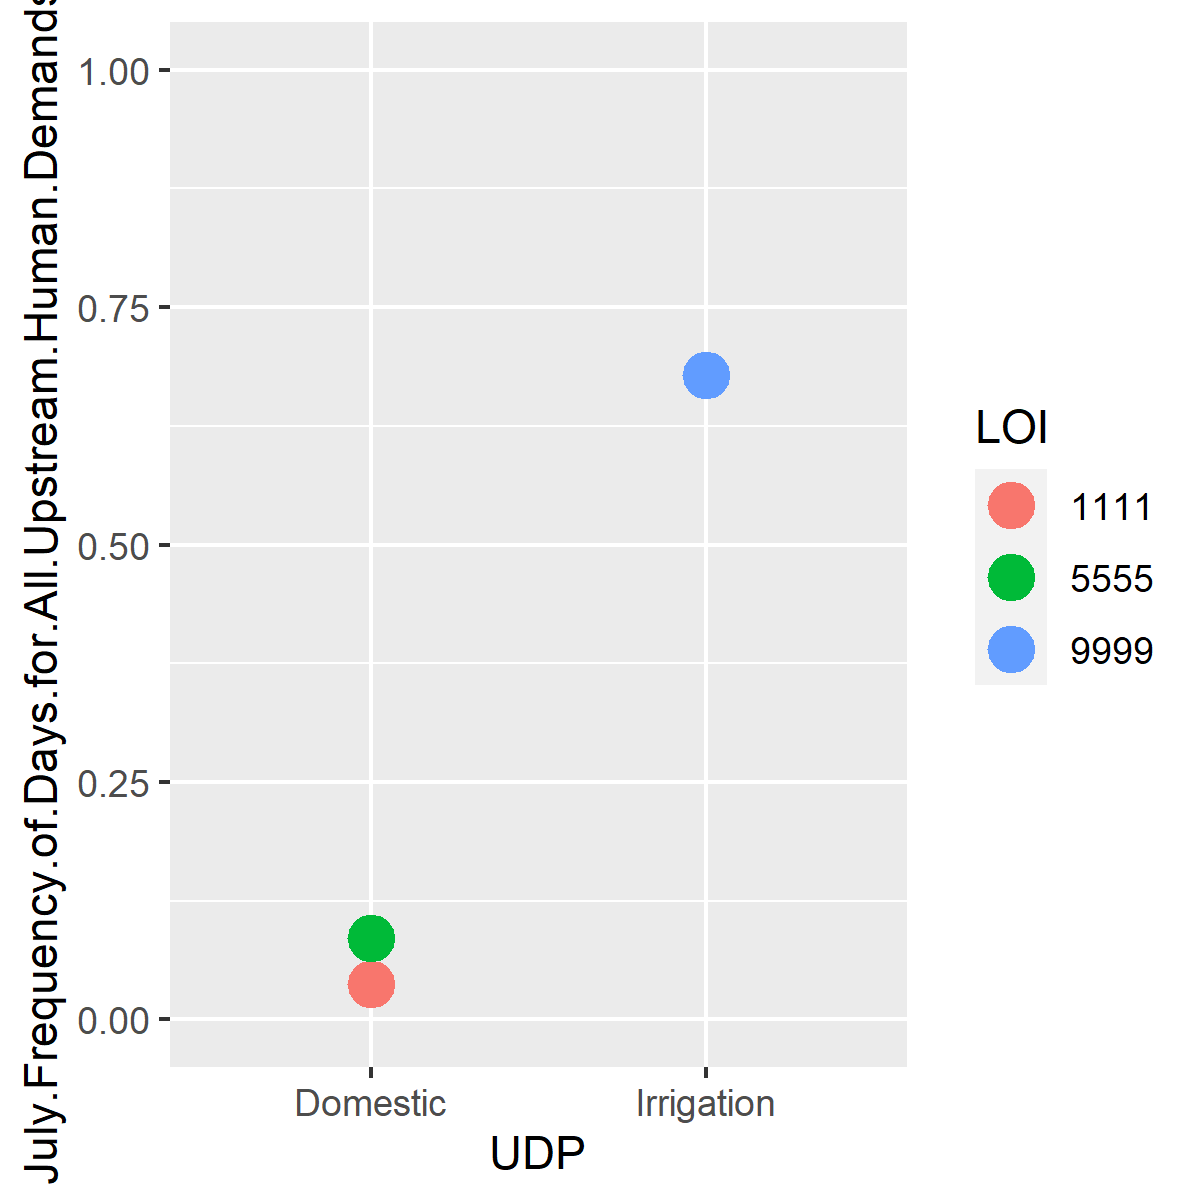 July.Frequency.of.Days.for.All.Upstream.Human.Demands
1.00
0.75
0.50
0.25
0.00
Domestic
Irrigation
UDP
LOI
1111
5555
9999